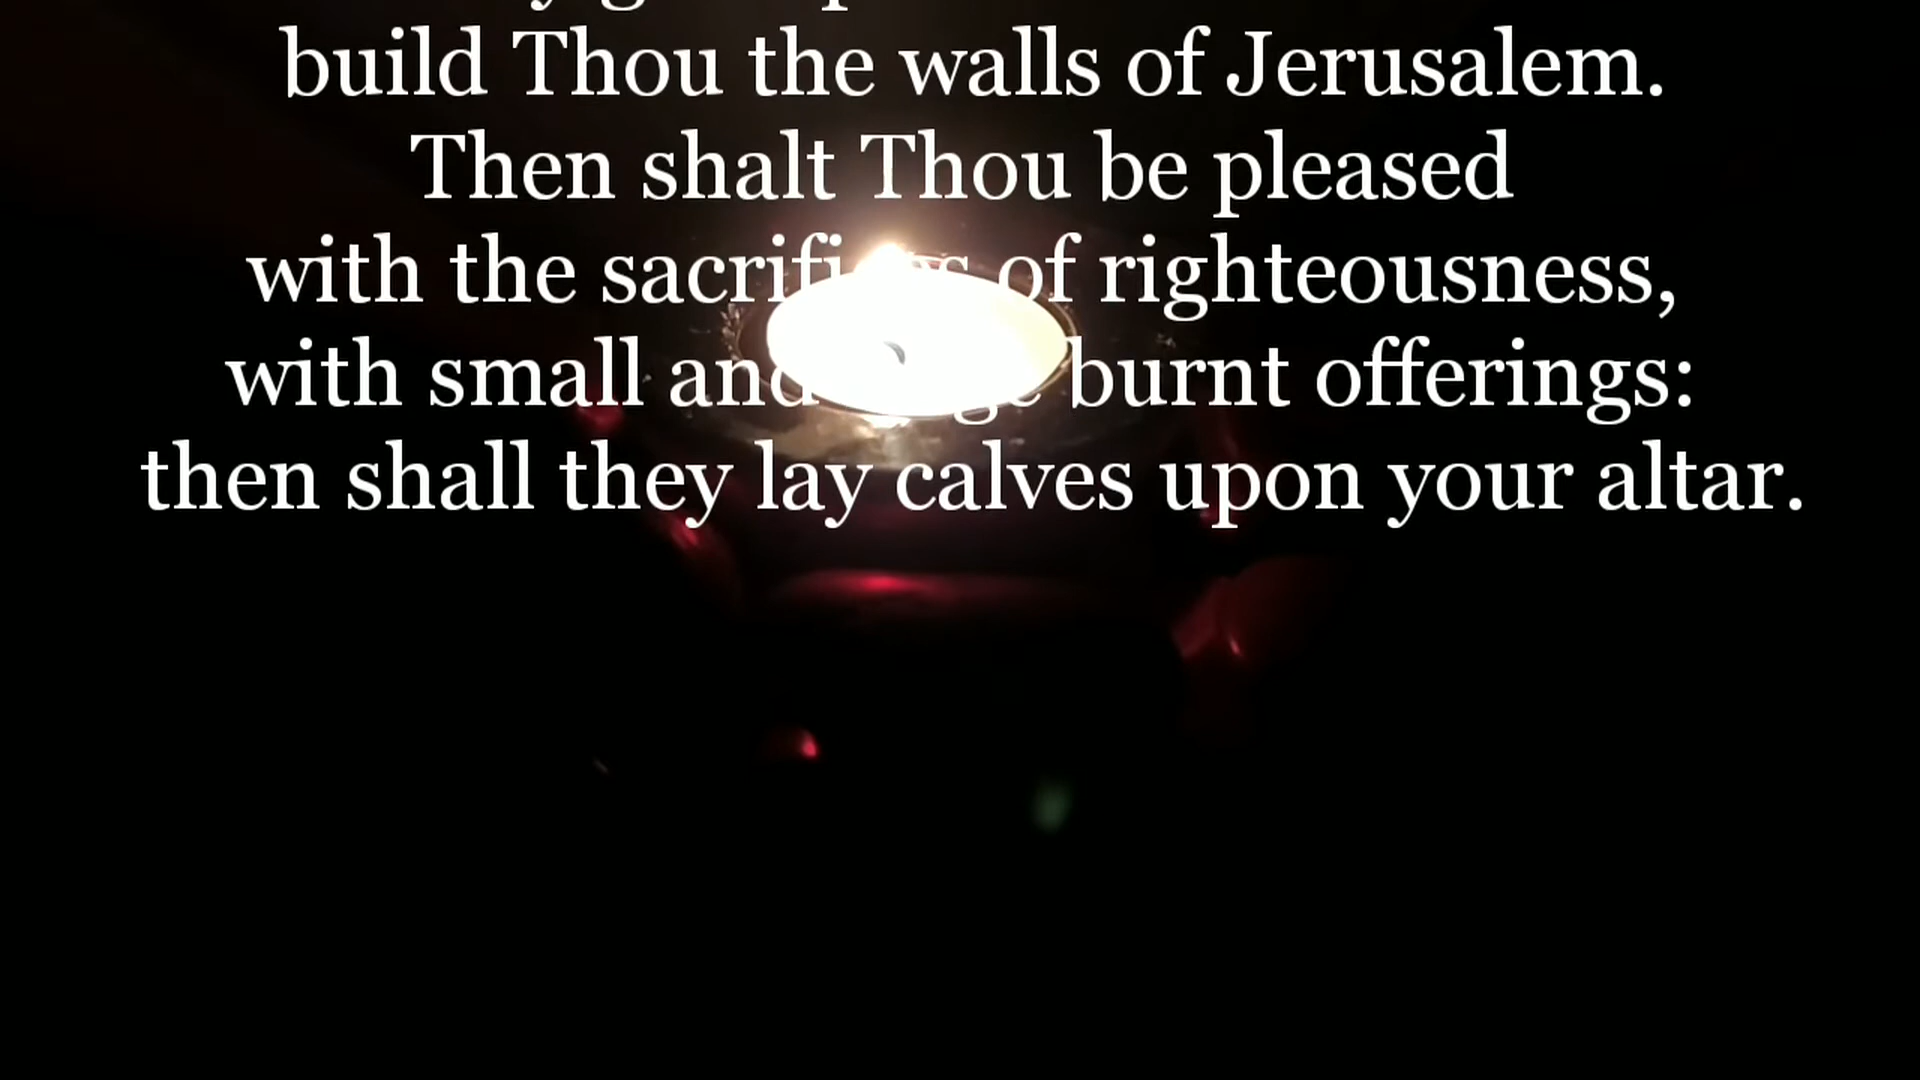 build Thou the walls of Jerusalem.
Then shalt Thou be pleased
with the sacrifices of righteousness,
with small and burnt offerings:
then shall they lay calves upon your altar.